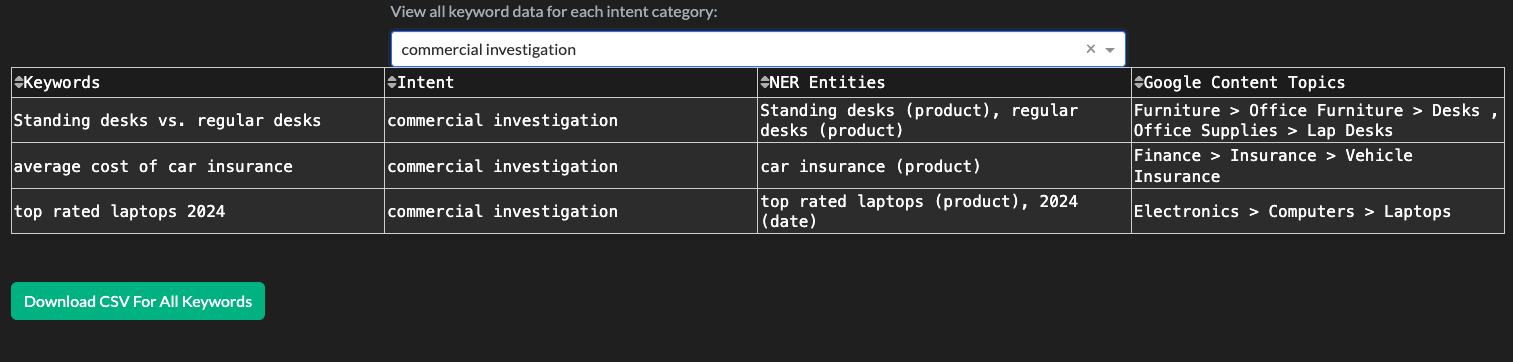 View all keyword data for each intent category:
commercial investigation
Keywords Intent NER Entities Google Content Topics
Standing desks vs. regular desks commercial investigation Standing desks (product), regular desks (product) Furniture > Office Furniture > Desks , Office Supplies > Lap Desks
average cost of car insurance commercial investigation car insurance (product) Finance > Insurance > Vehicle Insurance
top rated laptops 2024 commercial investigation top rated laptops (product), 2024 (date) Electronics > Computers > Laptops
Download CSV For All Keywords